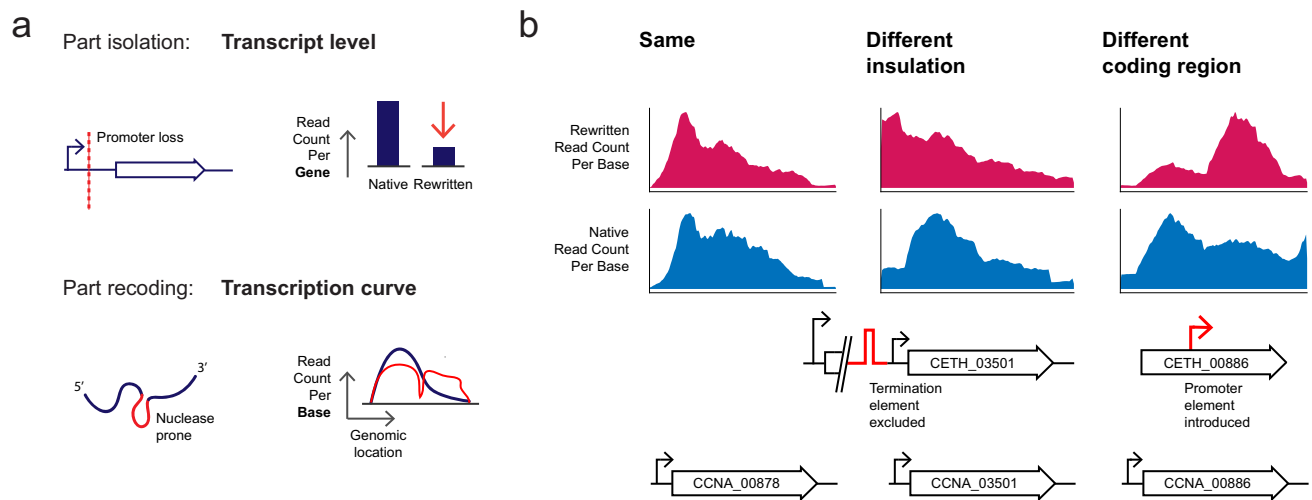 a
Part isolation: Transcript level
Promoter loss
Read
Count
Per
Gene
Native
Rewritten
Part recoding: Transcription curve
5′
3′
Nuclease
prone
Read
Count
Per
Base
Genomic
location
b
Same
Different
insulation
Different
coding region
Rewritten
Read Count
Per Base
Native
Read Count
Per Base
CETH_03501
Termination
element
excluded
CETH_00886
Promoter
element
introduced
CCNA_00878
CCNA_03501
CCNA_00886